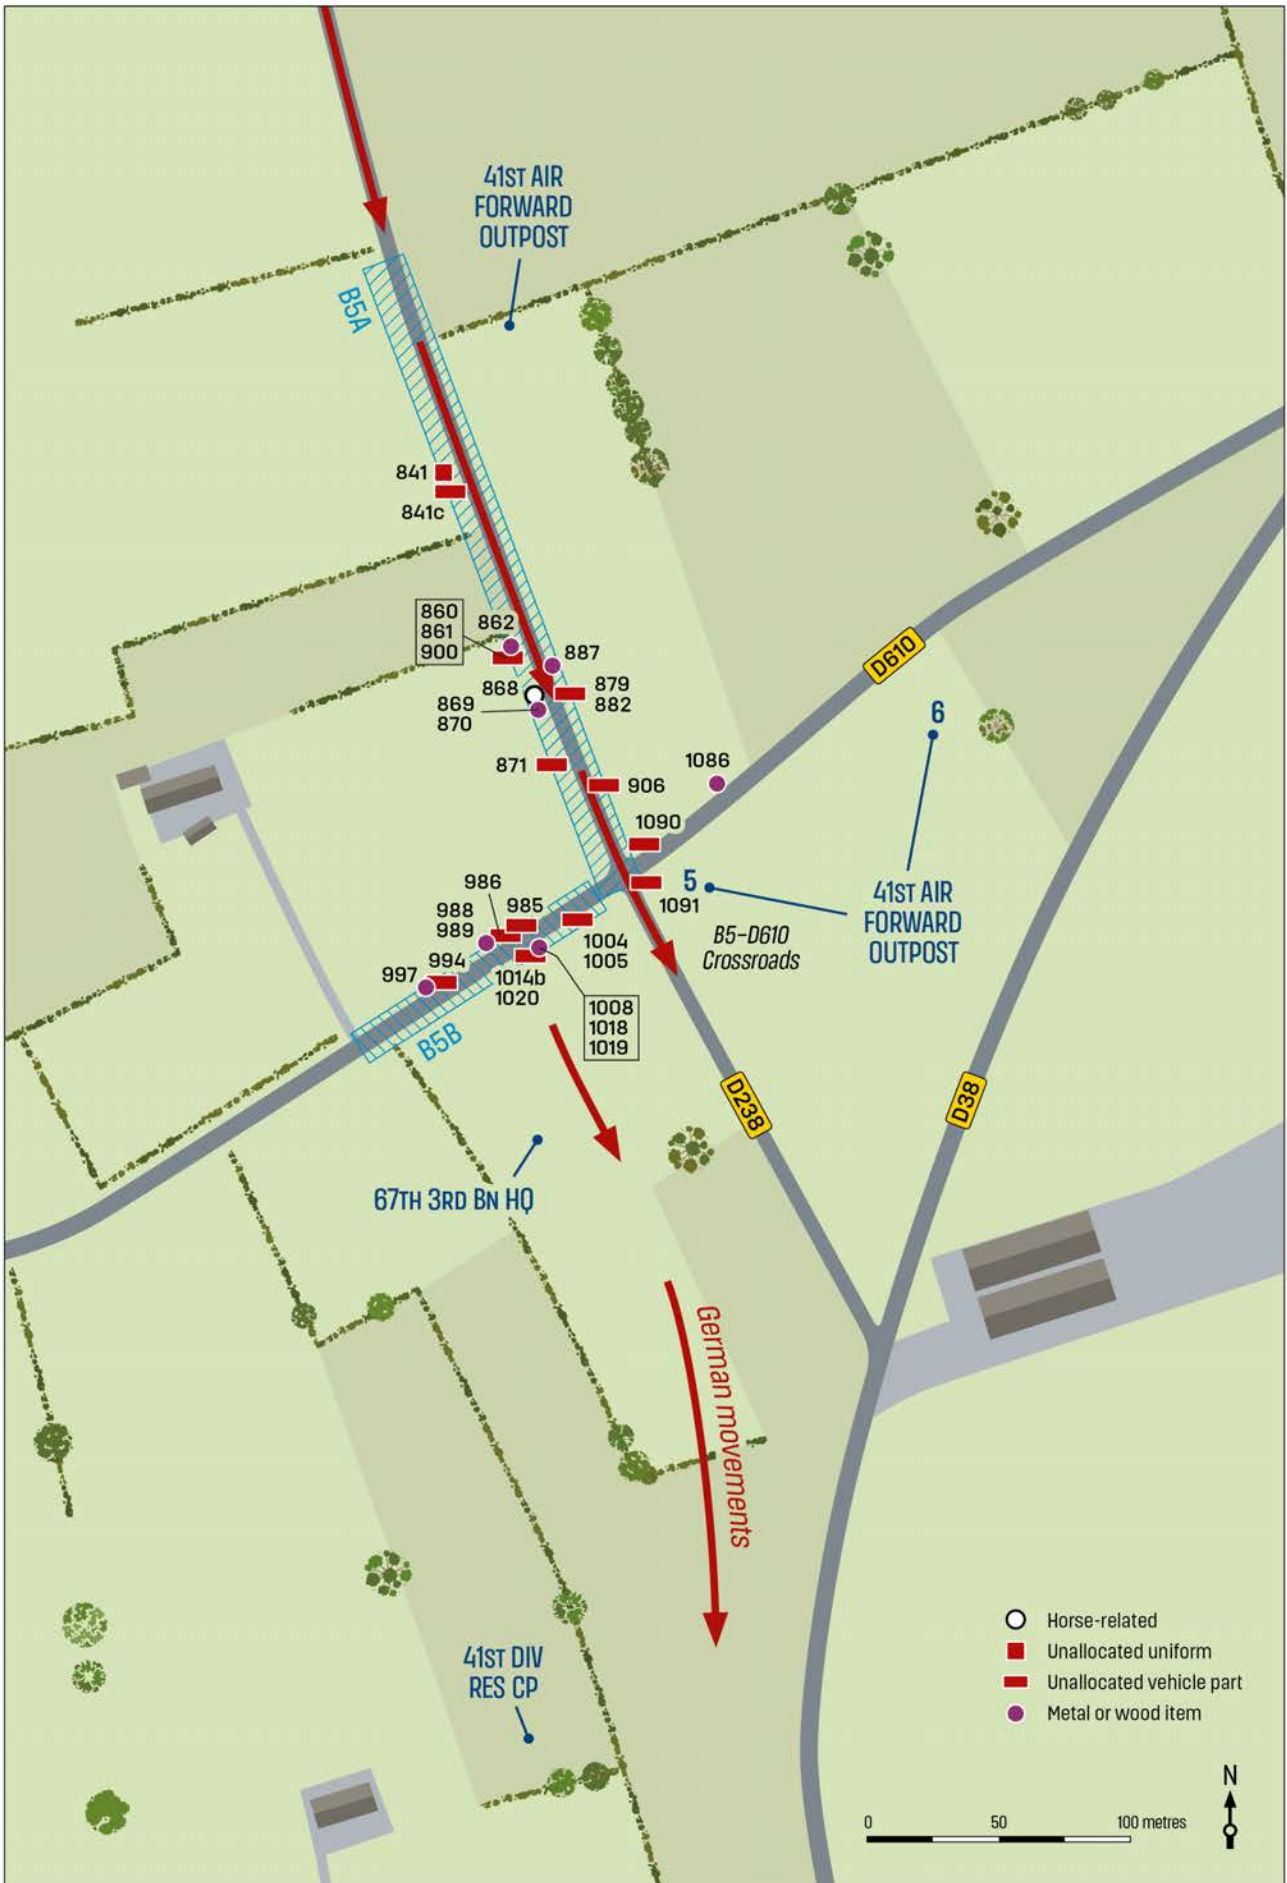 41ST AIR
FORWARD
OUTPOST
B5A
841
841c
860
861
900
862
887
868
879
882
869
870
871
906
1086
D610
6
1090
5
1091
41ST AIR
FORWARD
OUTPOST
B5–D610
Crossroads
986
985
988
989
1004
1005
997
994
1014b
1020
1008
1018
1019
B5B
D238
D38
67TH 3RD BN HQ
German movements
41ST DIV
RES CP
Horse-related
Unallocated uniform
Unallocated vehicle part
Metal or wood item
N
0 50 100 metres